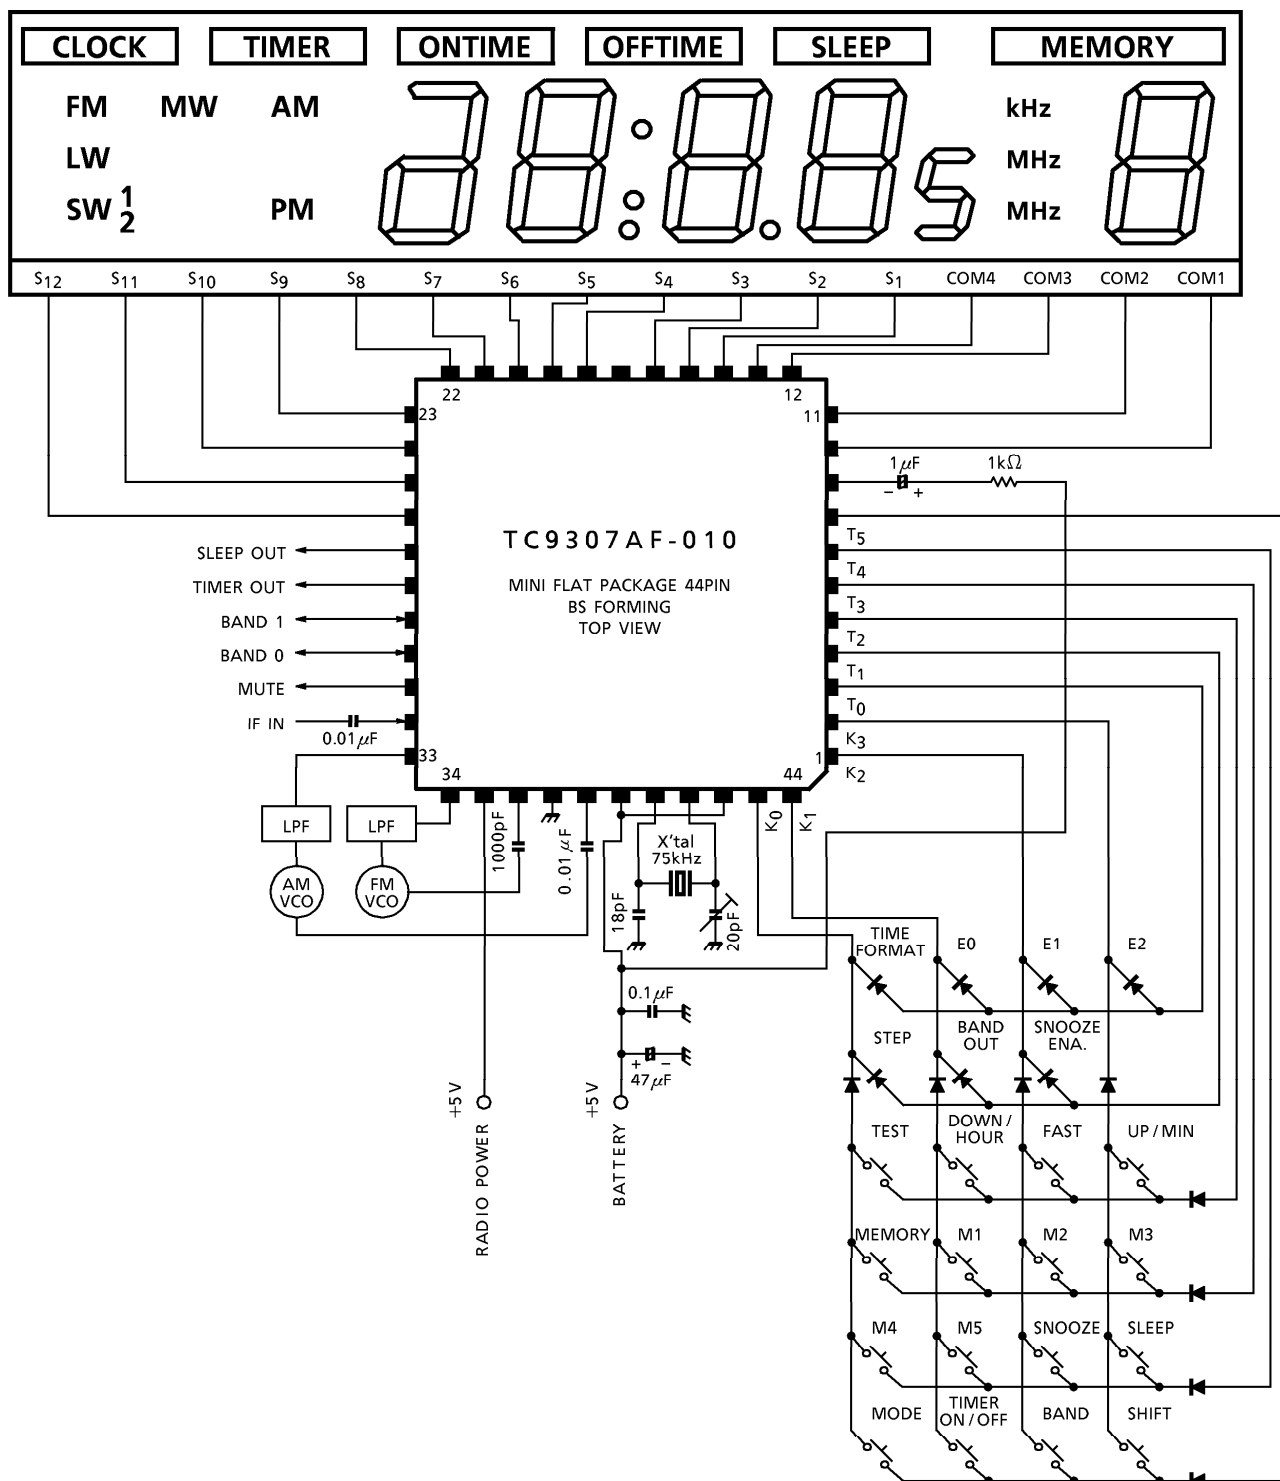 CLOCK TIMER ONTIME OFFTIME SLEEP MEMORY
FM MW AM kHz
LW MHz
SW 1 2 PM MHz
S12 S11 S10 S9 S8 S7 S6 S5 S4 S3 S2 S1 COM4 COM3 COM2 COM1
22 12
23 11
1μF 1kΩ
− +
TC9307AF-010
MINI FLAT PACKAGE 44PIN
BS FORMING
TOP VIEW
SLEEP OUT
TIMER OUT
BAND 1
BAND 0
MUTE
IF IN
0.01μF
T5
T4
T3
T2
T1
T0
K3
K2
33 1
34 44
LPF LPF
AM
VCO
FM
VCO
1000pF
0.01μF
X'tal
75kHz
18pF
20pF
K0
K1
0.1μF
+ −
47μF
+5V
RADIO POWER
+5V
BATTERY
TIME
FORMAT
E0 E1 E2
STEP
BAND
OUT
SNOOZE
ENA.
TEST
DOWN/
HOUR
FAST UP/MIN
MEMORY M1 M2 M3
M4 M5 SNOOZE SLEEP
MODE
TIMER
ON/OFF
BAND SHIFT